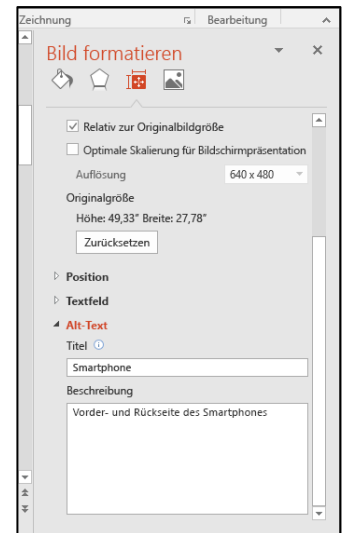 Zeichnung Bearbeitung
Bild formatieren
Relativ zur Originalbildgröße
Optimale Skalierung für Bildschirmpräsentation
Auflösung 640 x 480
Originalgröße
Höhe: 49,33" Breite: 27,78"
Zurücksetzen
Position
Textfeld
Alt-Text
Titel
Smartphone
Beschreibung
Vorder- und Rückseite des Smartphones